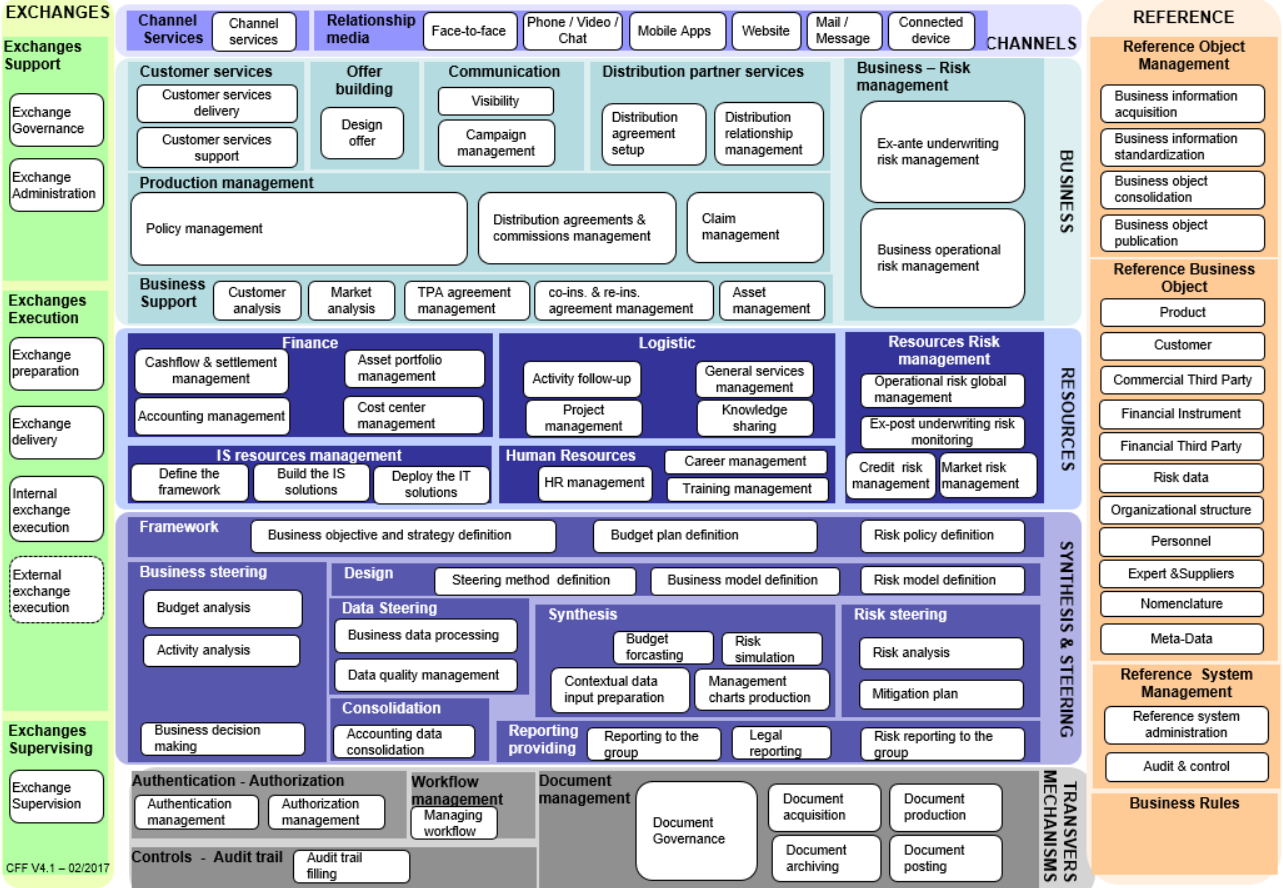 EXCHANGES
Exchanges
Support
Exchange
Governance
Exchange
Administration
Exchanges
Execution
Exchange
preparation
Exchange
delivery
Internal
exchange
execution
External
exchange
execution
Exchanges
Supervising
Exchange
Supervision
CFF V4.1 – 02/2017
Channel
Services
Channel
services
Relationship
media
Face-to-face
Phone / Video /
Chat
Mobile Apps
Website
Mail /
Message
Connected
device
CHANNELS
Customer services
Customer services
delivery
Customer services
support
Offer
building
Design
offer
Communication
Visibility
Campaign
management
Distribution partner services
Distribution
agreement
setup
Distribution
relationship
management
Business – Risk
management
Ex-ante underwriting
risk management
Business operational
risk management
BUSINESS
Production management
Policy management
Distribution agreements &
commissions management
Claim
management
Business
Support
Customer
analysis
Market
analysis
TPA agreement
management
co-ins. & re-ins.
agreement management
Asset
management
Finance
Cashflow & settlement
management
Asset portfolio
management
Accounting management
Cost center
management
Logistic
Activity follow-up
General services
management
Project
management
Knowledge
sharing
Resources Risk
management
Operational risk global
management
Ex-post underwriting risk
monitoring
Credit risk
management
Market risk
management
RESOURCES
IS resources management
Define the
framework
Build the IS
solutions
Deploy the IT
solutions
Human Resources
HR management
Career management
Training management
Framework
Business objective and strategy definition
Budget plan definition
Risk policy definition
SYNTHESIS & STEERING
Business steering
Budget analysis
Activity analysis
Business decision
making
Design
Steering method definition
Business model definition
Risk model definition
Data Steering
Business data processing
Data quality management
Synthesis
Budget
forcasting
Risk
simulation
Contextual data
input preparation
Management
charts production
Risk steering
Risk analysis
Mitigation plan
Consolidation
Accounting data
consolidation
Reporting
providing
Reporting to the
group
Legal
reporting
Risk reporting to the
group
Authentication - Authorization
Authentication
management
Authorization
management
Workflow
management
Managing
workflow
Controls - Audit trail
Audit trail
filling
Document
management
Document
Governance
Document
acquisition
Document
production
Document
archiving
Document
posting
TRANSVERS
MECHANISMS
REFERENCE
Reference Object
Management
Business information
acquisition
Business information
standardization
Business object
consolidation
Business object
publication
Reference Business
Object
Product
Customer
Commercial Third Party
Financial Instrument
Financial Third Party
Risk data
Organizational structure
Personnel
Expert &Suppliers
Nomenclature
Meta-Data
Reference System
Management
Reference system
administration
Audit & control
Business Rules